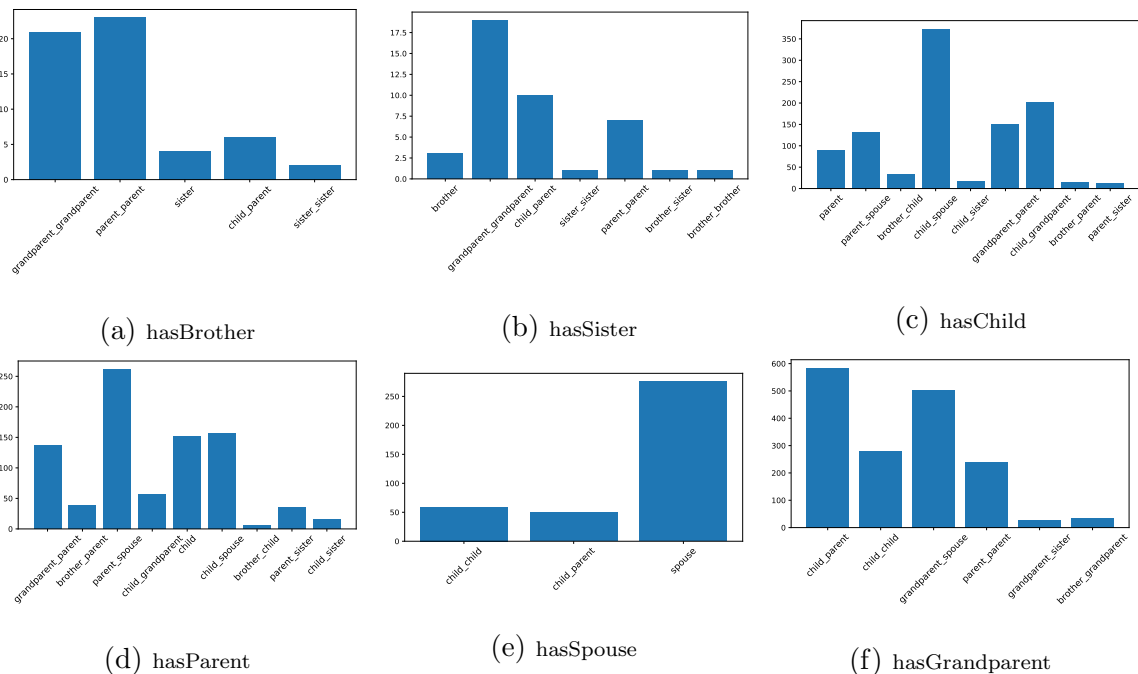 20
15
10
5
0
grandparent_grandparent
parent_parent
sister
child_parent
sister_sister
(a) hasBrother
17.5
15.0
12.5
10.0
7.5
5.0
2.5
0.0
brother
grandparent_grandparent
child_parent
sister_sister
parent_parent
brother_sister
brother_brother
(b) hasSister
350
300
250
200
150
100
50
0
parent
parent_spouse
brother_child
child_spouse
child_sister
grandparent_parent
child_grandparent
brother_parent
parent_sister
(c) hasChild
250
200
150
100
50
0
grandparent_parent
brother_parent
parent_spouse
child_grandparent
child
child_spouse
brother_child
parent_sister
child_sister
(d) hasParent
250
200
150
100
50
0
child_child
child_parent
spouse
(e) hasSpouse
600
500
400
300
200
100
0
child_parent
child_child
grandparent_spouse
parent_parent
grandparent_sister
brother_grandparent
(f) hasGrandparent